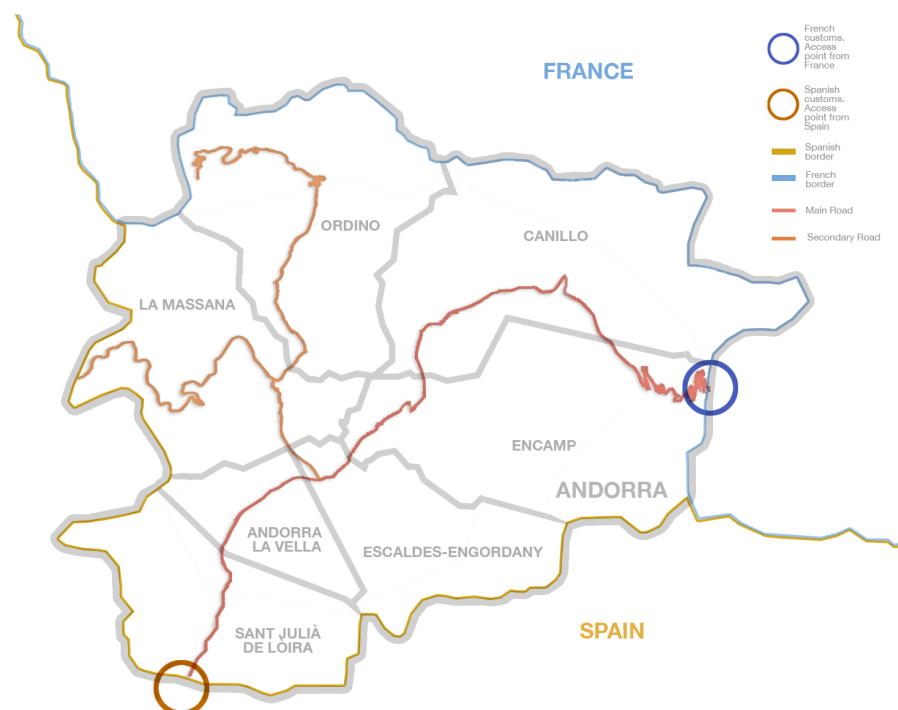 FRANCE
French
customs.
Access
point from
France
Spanish
customs.
Access
point from
Spain
Spanish
border
French
border
Main Road
Secondary Road
ORDINO
CANILLO
LA MASSANA
ENCAMP
ANDORRA
ANDORRA
LA VELLA
ESCALDES-ENGORDANY
SANT JULIÀ
DE LÒIRA
SPAIN